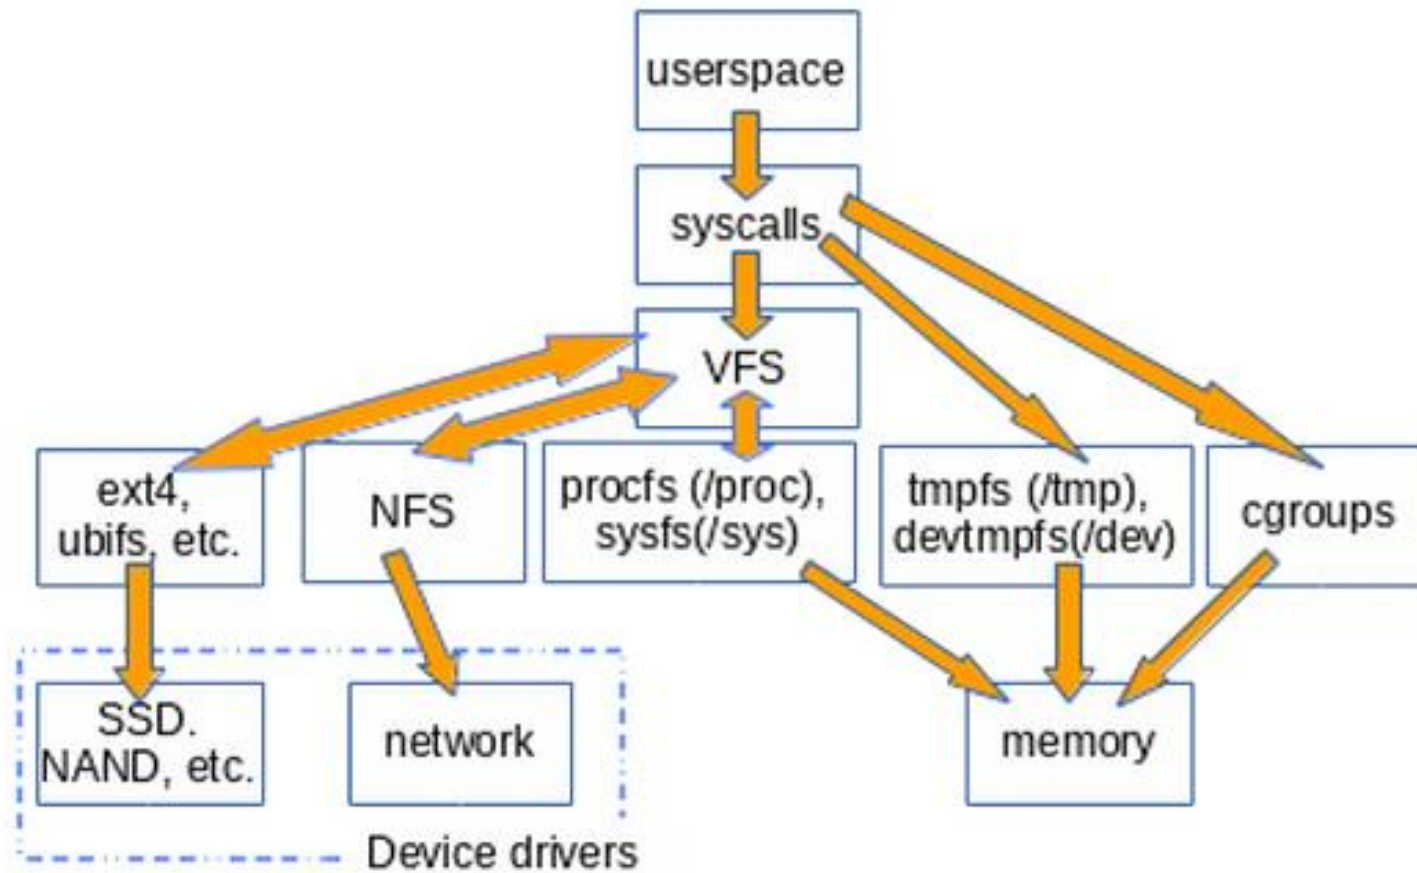 userspace
syscalls
VFS
ext4,
ubifs, etc.
NFS
procfs (/proc),
sysfs(/sys)
tmpfs (/tmp),
devtmpfs(/dev)
cgroups
SSD.
NAND, etc.
network
memory
Device drivers